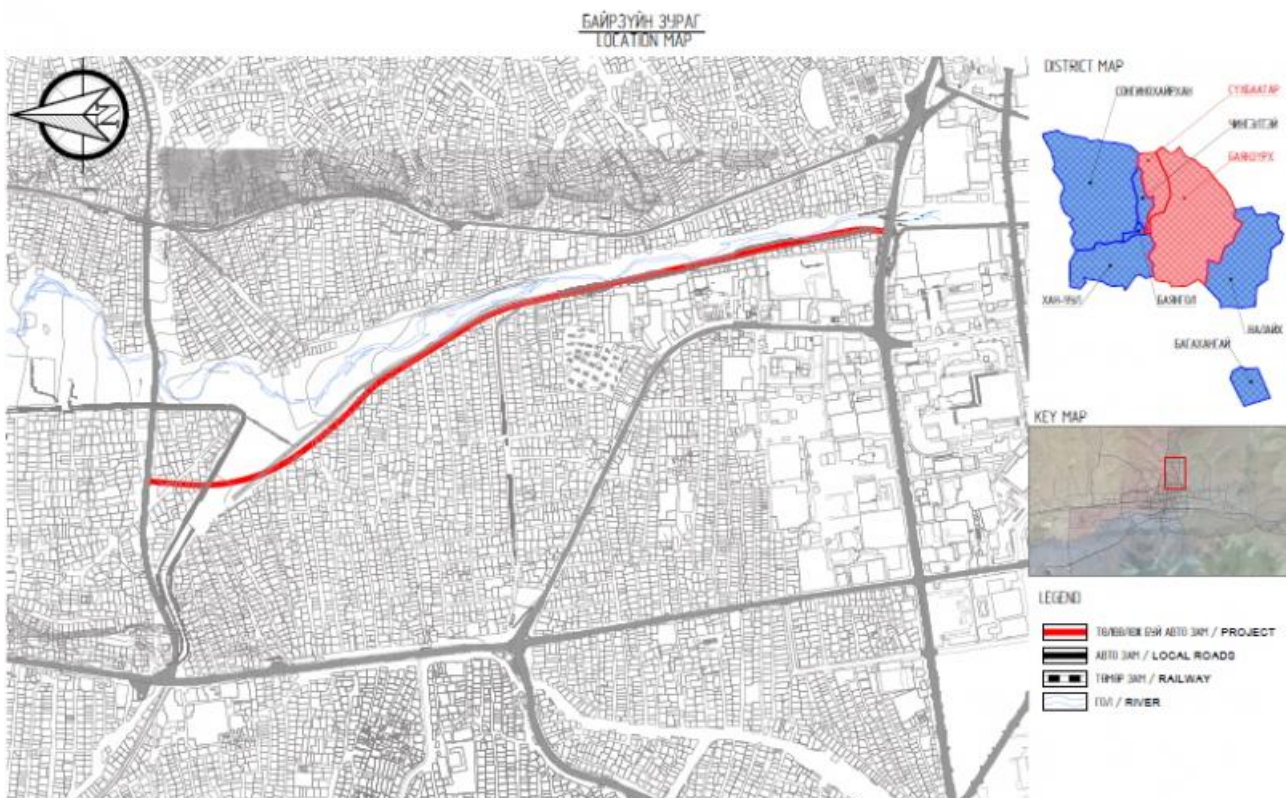 БАЙРЗҮЙН ЗУРАГ
LOCATION MAP
DISTRICT MAP
СОНГИНОХАЙРХАН
СҮХБААТАР
ЧИНГЭЛТЭЙ
БАЯНЗҮРХ
ХАН-УУЛ
БАЯНГОЛ
НАЛАЙХ
БАГАХАНГАЙ
KEY MAP
LEGEND
ТӨЛӨВЛӨЖ БУЙ АВТО ЗАМ / PROJECT
АВТО ЗАМ / LOCAL ROADS
ТӨМӨР ЗАМ / RAILWAY
ГОЛ / RIVER